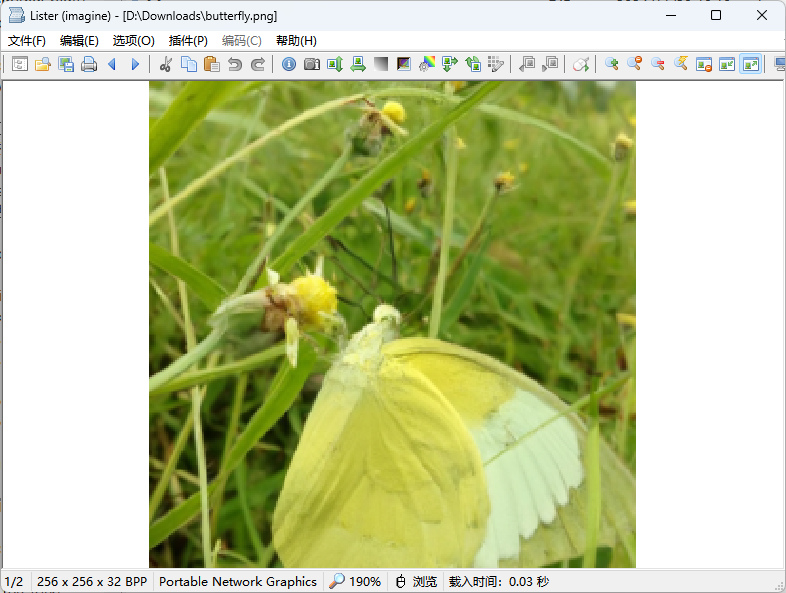 Lister (imagine) - [D:\Downloads\butterfly.png]
文件(F) 编辑(E) 选项(O) 插件(P) 编码(C) 帮助(H)
1/2 256 x 256 x 32 BPP Portable Network Graphics 190% 浏览 载入时间: 0.03 秒